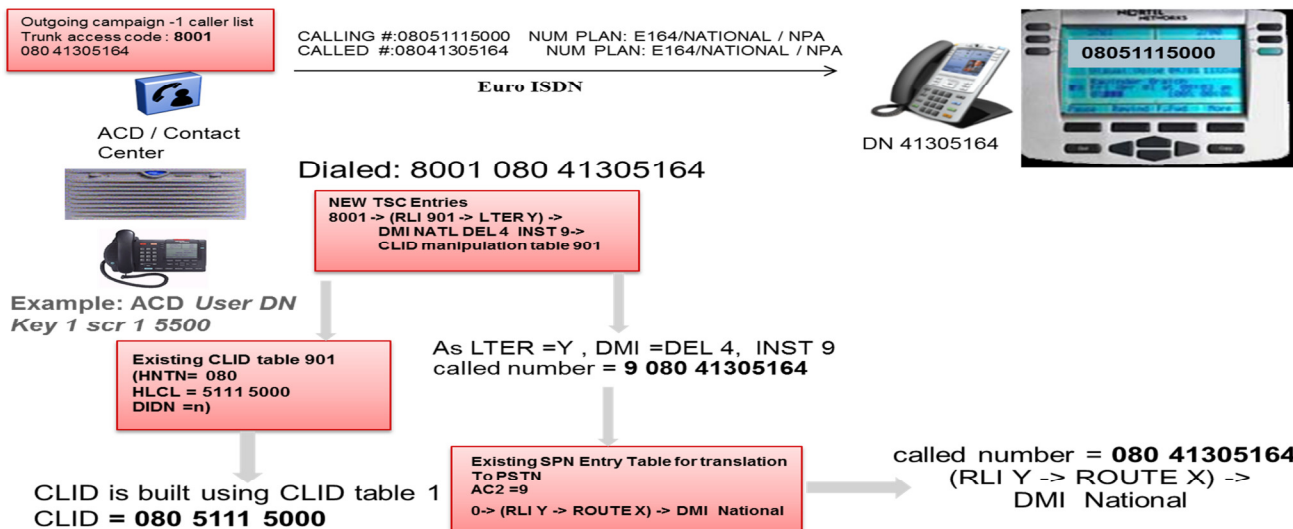 Outgoing campaign -1 caller list
Trunk access code : 8001
080 41305164
CALLING #:08051115000 NUM PLAN: E164/NATIONAL / NPA
CALLED #:08041305164 NUM PLAN: E164/NATIONAL / NPA
Euro ISDN
NORTEL
NETWORKS
08051115000
ACD / Contact
Center
DN 41305164
Dialed: 8001 080 41305164
NEW TSC Entries
8001 -> (RLI 901 -> LTER Y) ->
DMI NATL DEL 4 INST 9->
CLID manipulation table 901
Example: ACD User DN
Key 1 scr 1 5500
Existing CLID table 901
(HNTN= 080
HLCL = 5111 5000
DIDN =n)
As LTER =Y , DMI =DEL 4, INST 9
called number = 9 080 41305164
CLID is built using CLID table 1
CLID = 080 5111 5000
Existing SPN Entry Table for translation
To PSTN
AC2 =9
0-> (RLI Y -> ROUTE X) -> DMI National
called number = 080 41305164
(RLI Y -> ROUTE X) ->
DMI National